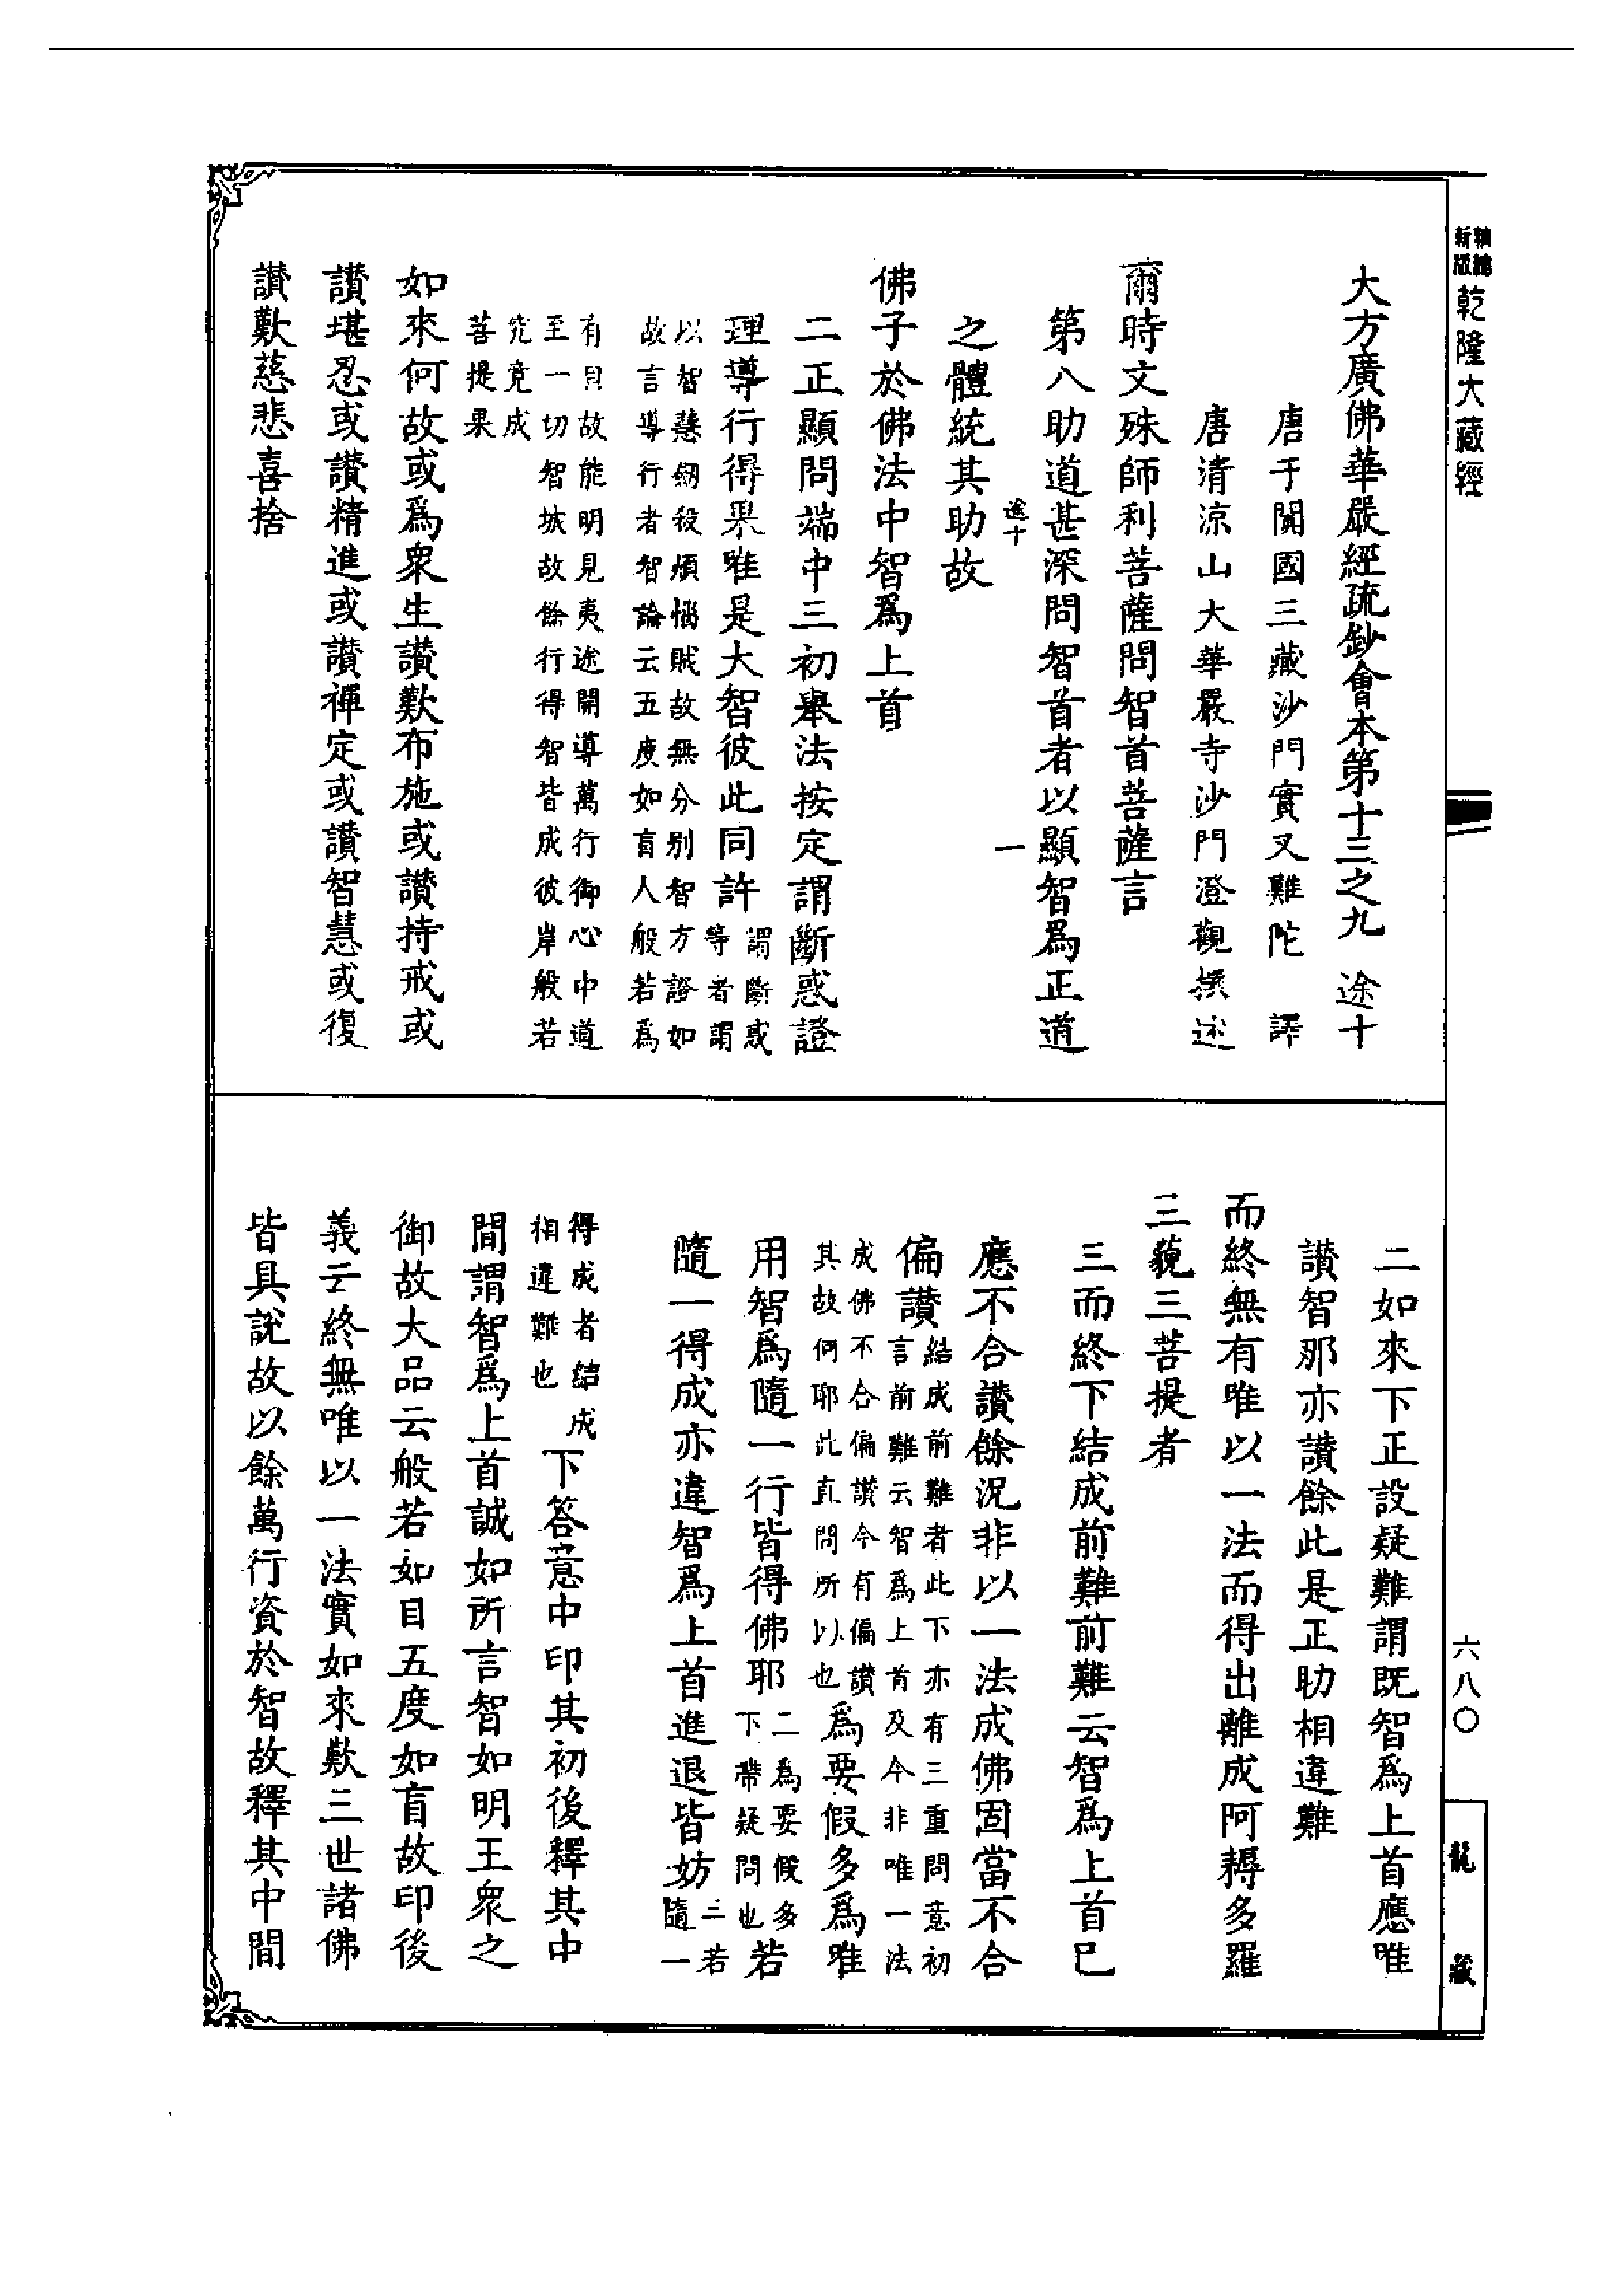 新版
精縮
乾隆大藏經
大方廣佛華嚴經疏鈔會本第十三之九 途十
唐于闐國三藏沙門實叉難陀 譯
唐清涼山大華嚴寺沙門澄觀撰述
爾時文殊師利菩薩問智首菩薩言
第八助道甚深問智首者以顯智爲正道
途十 一
之體統其助故
佛子於佛法中智爲上首
二正顯問端中三初舉法按定謂斷惑證
理導行得果唯是大智彼此同許
謂斷惑
等者謂
以智慧劒殺煩惱賊故無分別智方證如
故言導行者智論云五度如盲人般若爲
有目故能明見夷途開導萬行御心中道
至一切智城故餘行得智皆成彼岸般若
究竟成
菩提果
如來何故或爲衆生讃歎布施或讃持戒或
讃堪忍或讃精進或讃禪定或讃智慧或復
讃歎慈悲喜捨
二如來下正設疑難謂既智爲上首應唯
讃智那亦讃餘此是正助相違難
而終無有唯以一法而得出離成阿耨多羅
三藐三菩提者
三而終下結成前難前難云智爲上首已
應不合讃餘況非以一法成佛固當不合
偏讃
結成前難者此下亦有三重問意初
言前難云智爲上首及今非唯一法
成佛不合偏讃今有偏讃
其故何耶此直問所以也
爲要假多爲唯
用智爲隨一行皆得佛耶
二爲要假多
下帶疑問也
若
隨一得成亦違智爲上首進退皆妨
三若
隨一
得成者结成
相違難也
下答意中印其初後釋其中
間謂智爲上首誠如所言智如明王衆之
御故大品云般若如目五度如盲故印後
義云終無唯以一法實如來歎三世諸佛
皆具說故以餘萬行資於智故釋其中間
六八〇
龍藏